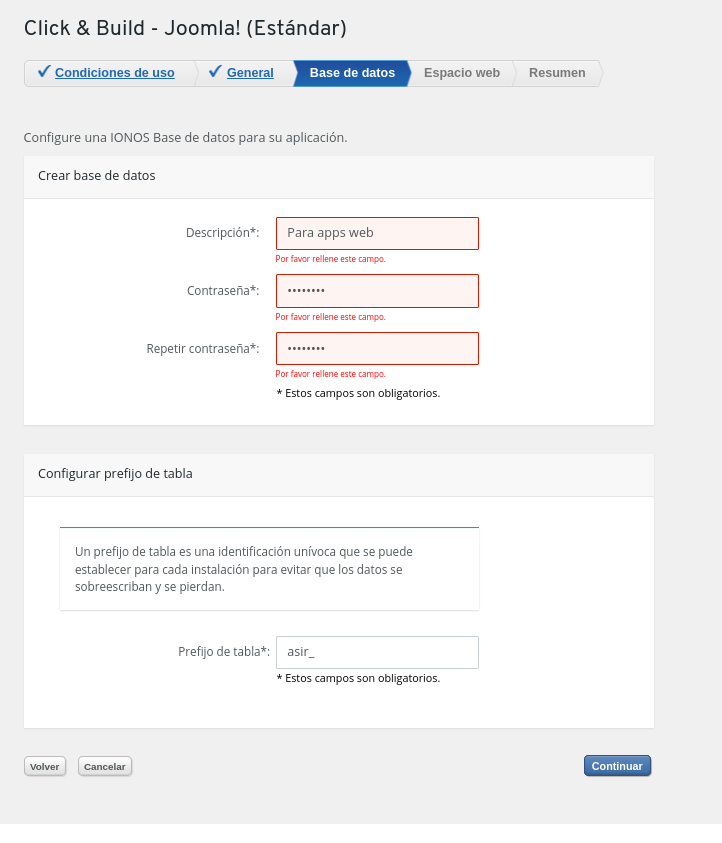 Click & Build - Joomla! (Estándar)
Condiciones de uso
General
Base de datos
Espacio web
Resumen
Configure una IONOS Base de datos para su aplicación.
Crear base de datos
Descripción*:
Para apps web
Por favor rellene este campo.
Contraseña*:
••••••••
Por favor rellene este campo.
Repetir contraseña*:
••••••••
Por favor rellene este campo.
* Estos campos son obligatorios.
Configurar prefijo de tabla
Un prefijo de tabla es una identificación unívoca que se puede
establecer para cada instalación para evitar que los datos se
sobreescriban y se pierdan.
Prefijo de tabla*:
asir_
* Estos campos son obligatorios.
Volver
Cancelar
Continuar